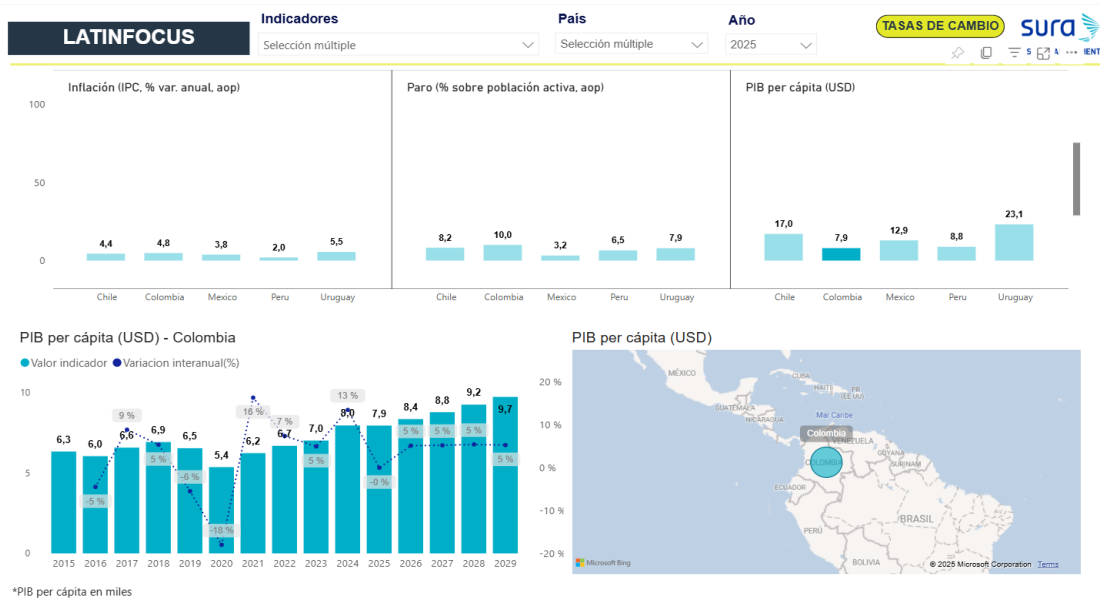 LATINFOCUS
Indicadores
Selección múltiple
País
Selección múltiple
Año
2025
TASAS DE CAMBIO
sura
Inflación (IPC, % var. anual, aop)
Paro (% sobre población activa, aop)
PIB per cápita (USD)
100
50
0
4,4 4,8 3,8 2,0 5,5
8,2 10,0 3,2 6,5 7,9
17,0 7,9 12,9 8,8 23,1
Chile Colombia Mexico Peru Uruguay
Chile Colombia Mexico Peru Uruguay
Chile Colombia Mexico Peru Uruguay
PIB per cápita (USD) - Colombia
Valor indicador Variacion interanual(%)
10
5
0
6,3 6,0 6,6 6,9 6,5 5,4 6,2 6,7 7,0 8,0 7,9 8,4 8,8 9,2 9,7
-5 % 9 % 5 % -6 % -18 % 16 % 7 % 5 % 13 % -0 % 5 % 5 % 5 % 5 %
20 %
10 %
0 %
-10 %
-20 %
2015 2016 2017 2018 2019 2020 2021 2022 2023 2024 2025 2026 2027 2028 2029
PIB per cápita (USD)
MÉXICO
CUBA
HAITÍ
PR
(EE UU)
GUATEMALA
NICARAGUA
Mar Caribe
Colombia
VENEZUELA
COLOMBIA
GUYANA
SURINAM
ECUADOR
PERÚ
BRASIL
BOLIVIA
Microsoft Bing
© 2025 Microsoft Corporation Terms
*PIB per cápita en miles